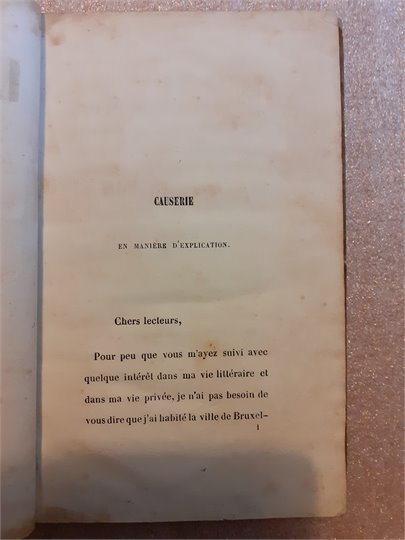 CAUSERIE
EN MANIÈRE D'EXPLICATION.
Chers lecteurs,
Pour peu que vous m'ayez suivi avec
quelque intérêt dans ma vie littéraire et
dans ma vie privée, je n'ai pas besoin de
vous dire que j'ai habité la ville de Bruxel-
1